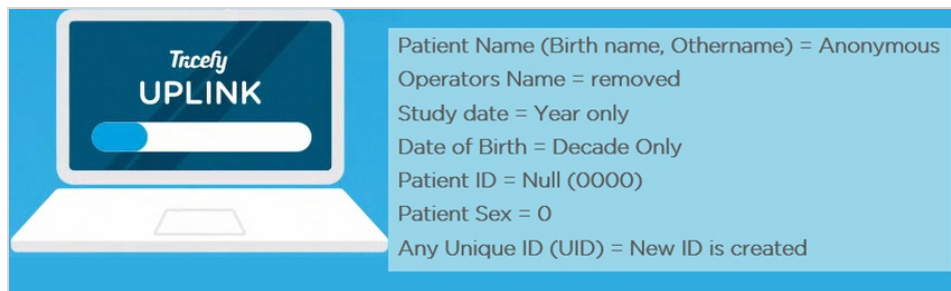 Tricefy
UPLINK
Patient Name (Birth name, Othername) = Anonymous
Operators Name = removed
Study date = Year only
Date of Birth = Decade Only
Patient ID = Null (0000)
Patient Sex = 0
Any Unique ID (UID) = New ID is created